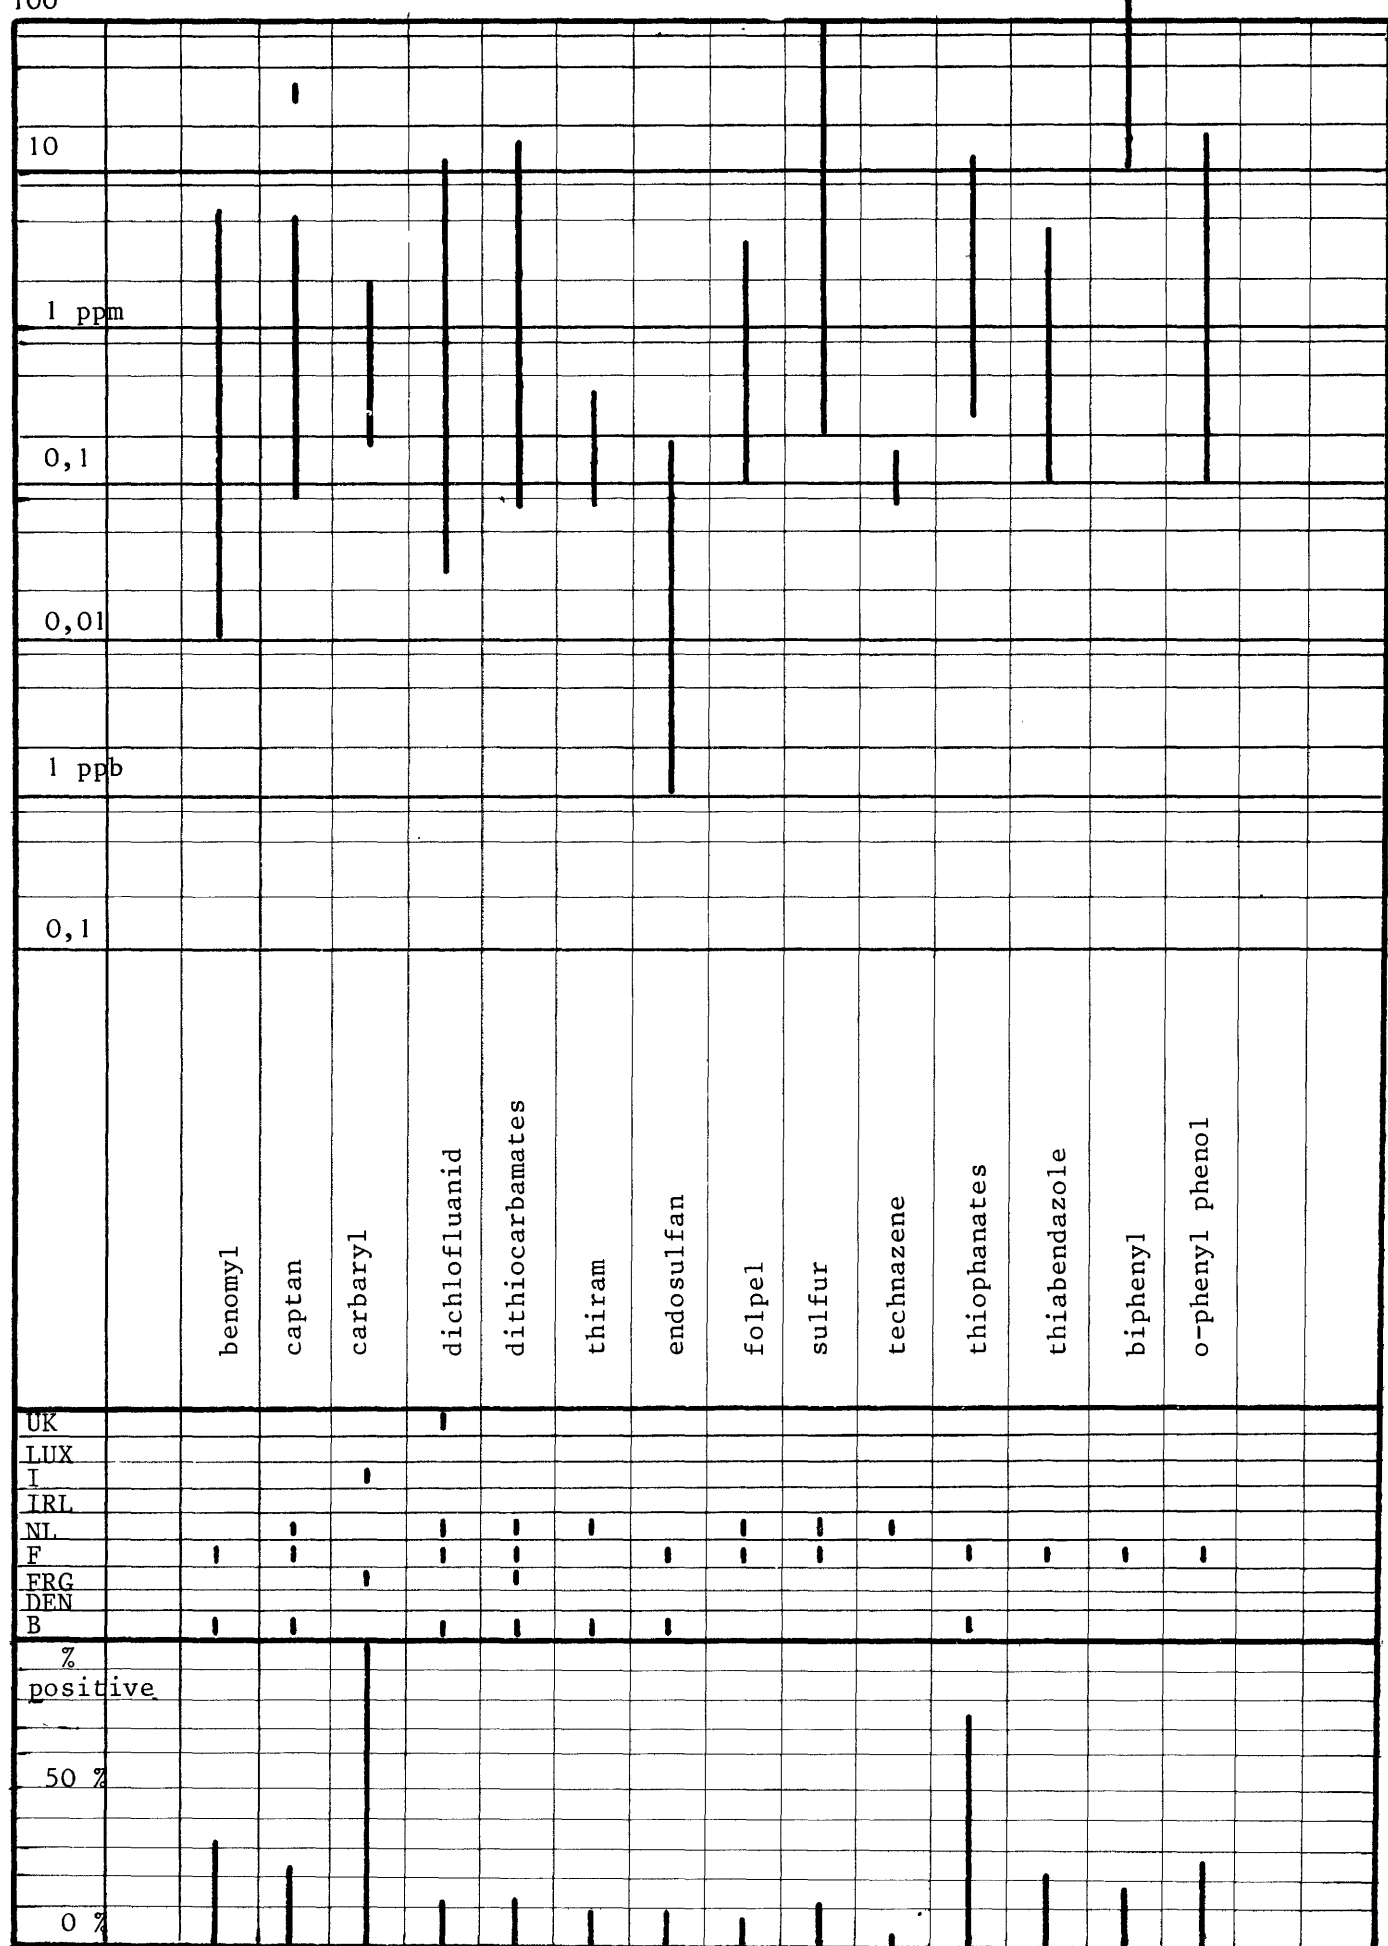 100
10
1 ppm
0,1
0,01
1 ppb
0,1
benomyl
captan
carbaryl
dichlofluanid
dithiocarbamates
thiram
endosulfan
folpel
sulfur
technazene
thiophanates
thiabendazole
biphenyl
o-phenyl phenol
UK
LUX
I
IRL
NL
F
FRG
DEN
B
%
positive
50 %
0 %